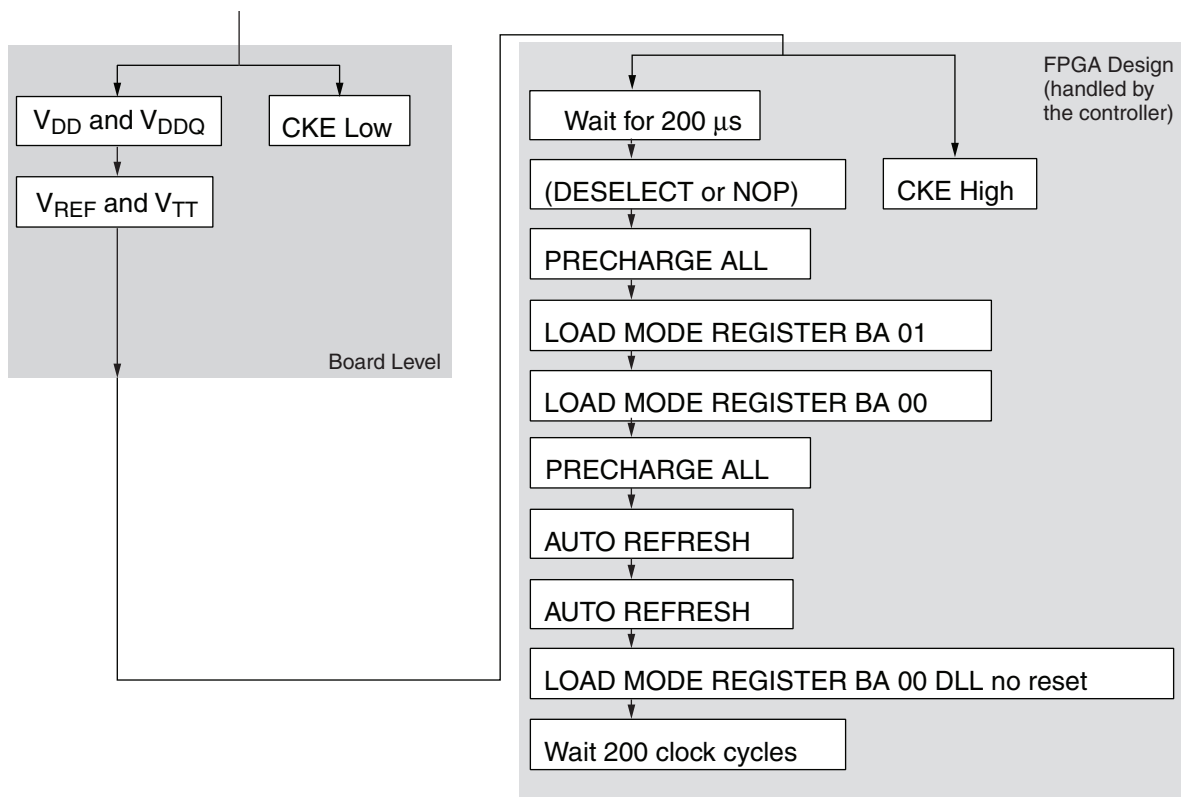 V_DD and V_DDQ
CKE Low
V_REF and V_TT
Board Level
FPGA Design
(handled by
the controller)
Wait for 200 μs
(DESELECT or NOP)
CKE High
PRECHARGE ALL
LOAD MODE REGISTER BA 01
LOAD MODE REGISTER BA 00
PRECHARGE ALL
AUTO REFRESH
AUTO REFRESH
LOAD MODE REGISTER BA 00 DLL no reset
Wait 200 clock cycles